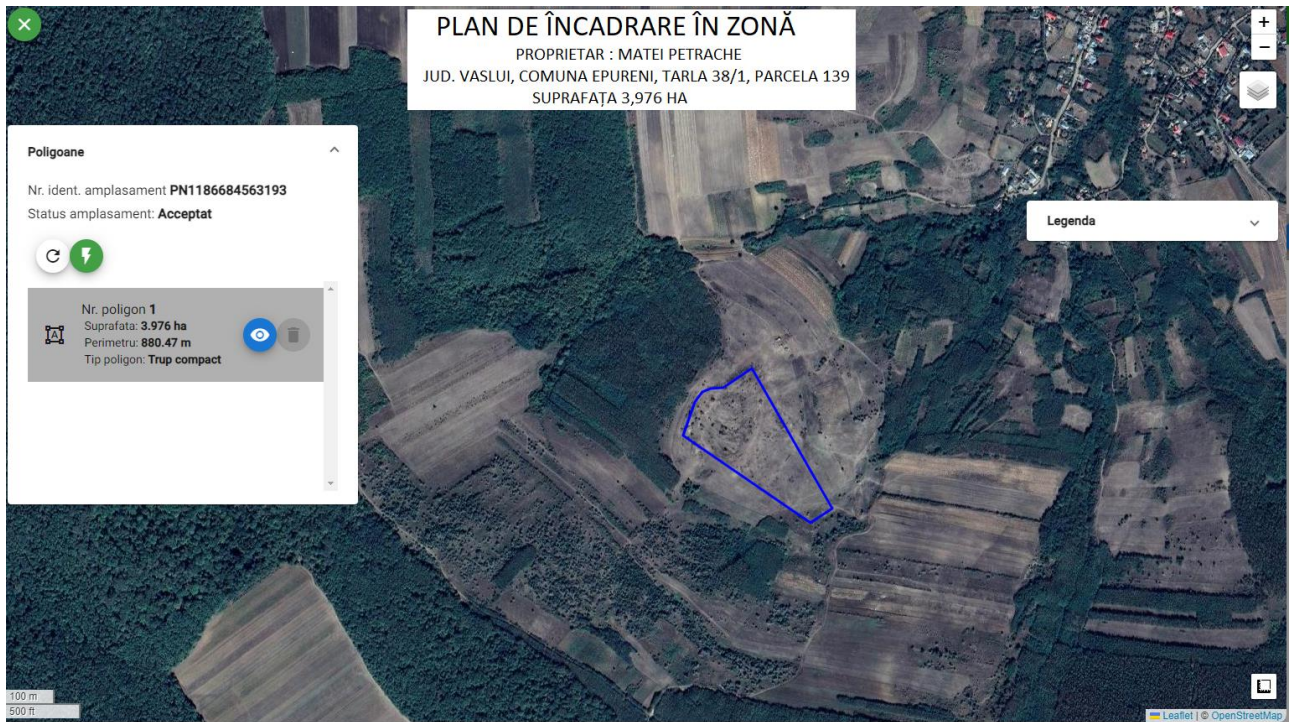 PLAN DE ÎNCADRARE ÎN ZONĂ
PROPRIETAR : MATEI PETRACHE
JUD. VASLUI, COMUNA EPURENI, TARLA 38/1, PARCELA 139
SUPRAFAȚA 3,976 HA
+
−
Poligoane
Nr. ident. amplasament PN1186684563193
Status amplasament: Acceptat
Nr. poligon 1
Suprafata: 3.976 ha
Perimetru: 880.47 m
Tip poligon: Trup compact
Legenda
100 m
500 ft
Leaflet | © OpenStreetMap